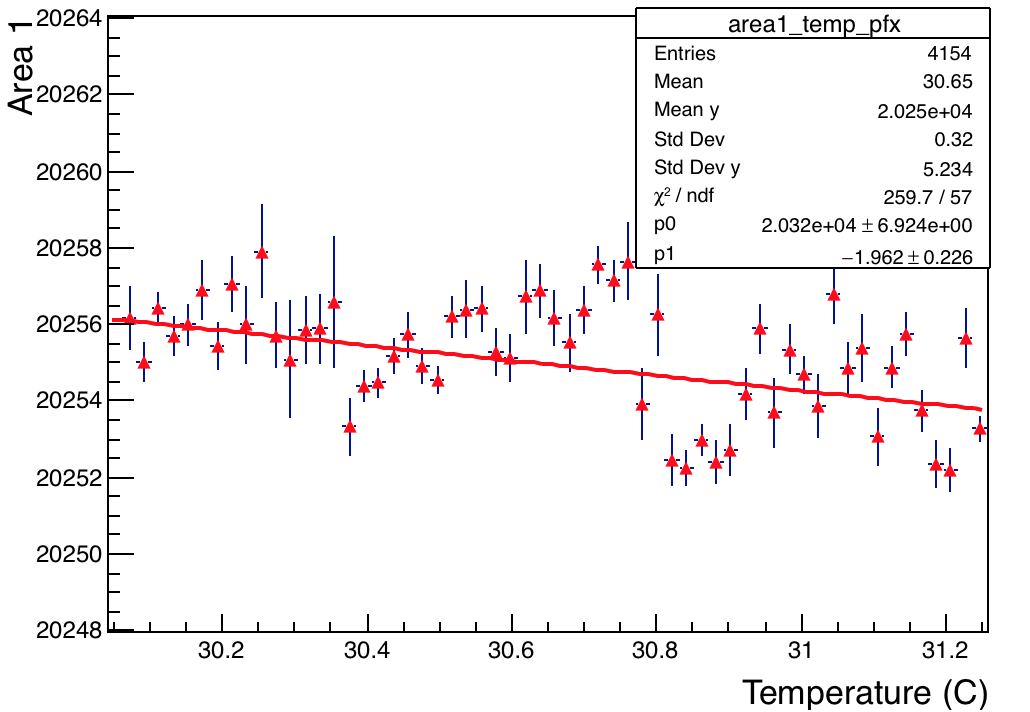 area1_temp_pfx
Entries 4154
Mean 30.65
Mean y 2.025e+04
Std Dev 0.32
Std Dev y 5.234
χ² / ndf 259.7 / 57
p0 2.032e+04 ± 6.924e+00
p1 −1.962 ± 0.226
Area 1
20264
20262
20260
20258
20256
20254
20252
20250
20248
30.2 30.4 30.6 30.8 31 31.2
Temperature (C)